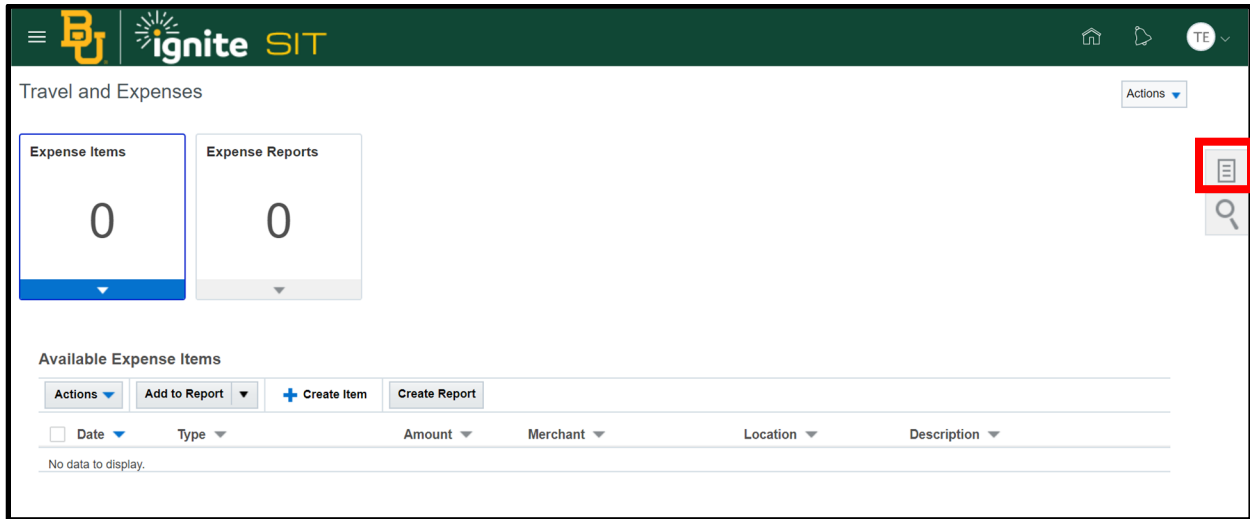 BU ignite SIT TE
Travel and Expenses Actions
Expense Items Expense Reports
0 0
Available Expense Items
Actions Add to Report Create Item Create Report
Date Type Amount Merchant Location Description
No data to display.